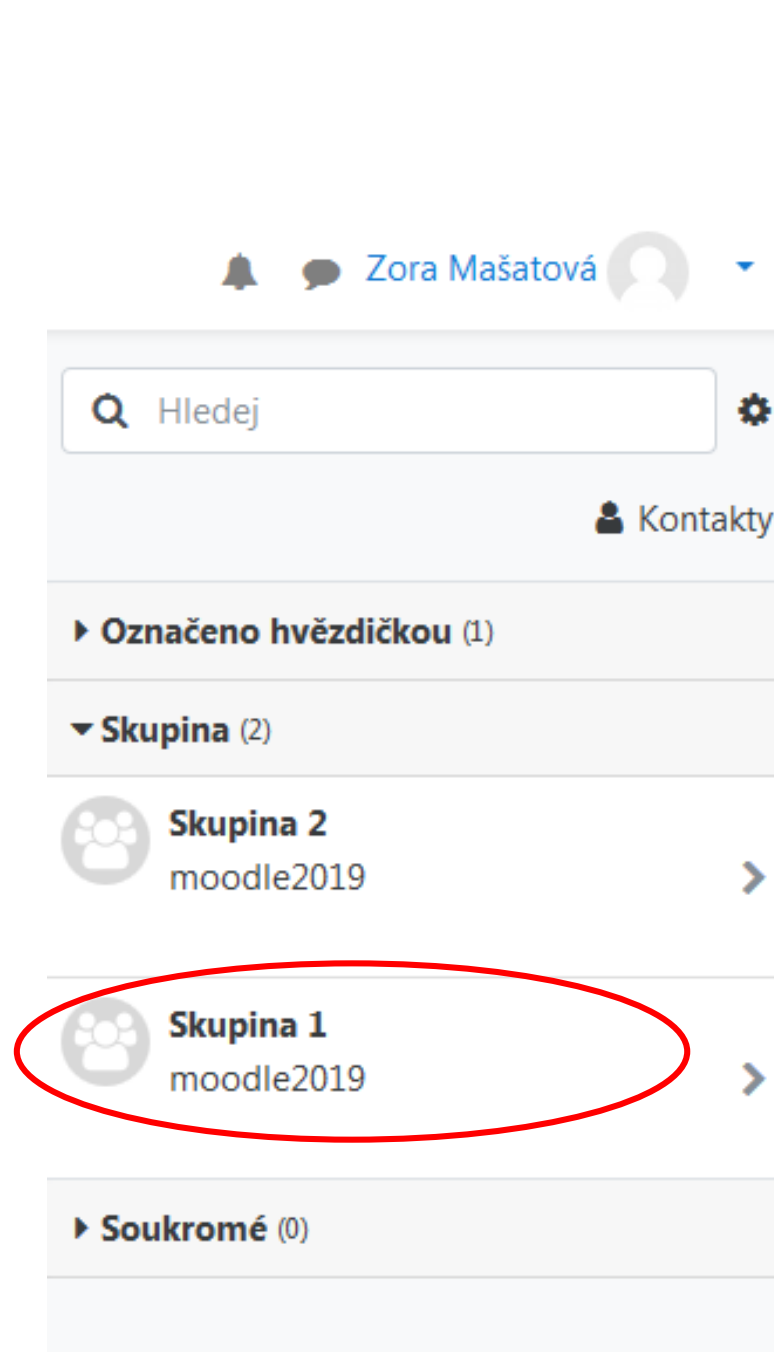 Zora Mašatová
Hledej
Kontakty
Označeno hvězdičkou (1)
Skupina (2)
Skupina 2
moodle2019
Skupina 1
moodle2019
Soukromé (0)